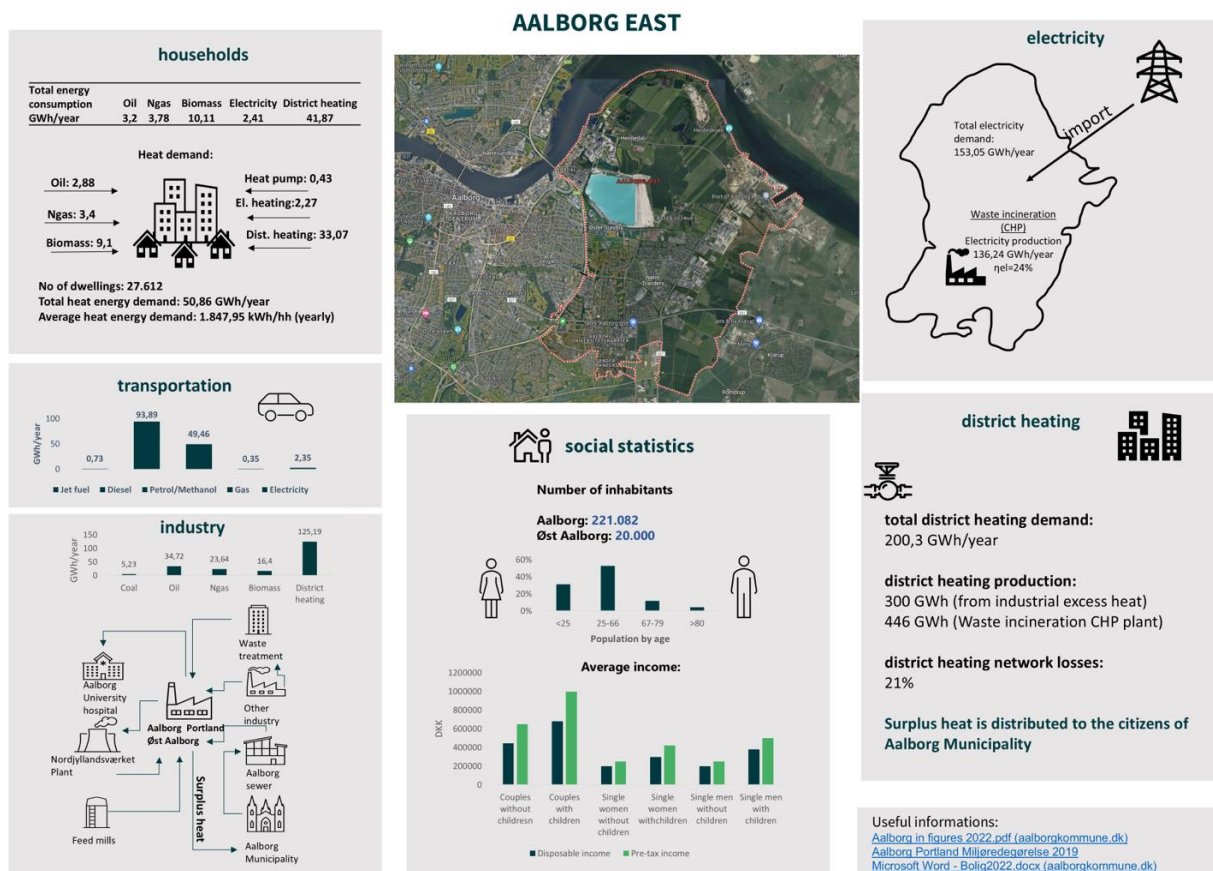 AALBORG EAST
households
Total energy consumption Oil Ngas Biomass Electricity District heating
GWh/year 3,2 3,78 10,11 2,41 41,87
Heat demand:
Oil: 2,88
Ngas: 3,4
Biomass: 9,1
Heat pump: 0,43
El. heating:2,27
Dist. heating: 33,07
No of dwellings: 27.612
Total heat energy demand: 50,86 GWh/year
Average heat energy demand: 1.847,95 kWh/hh (yearly)
transportation
GWh/year
100
50
0
0,73
93,89
49,46
0,35
2,35
Jet fuel Diesel Petrol/Methanol Gas Electricity
industry
GWh/year
150
100
50
0
5,23
34,72
23,64
16,4
125,19
Coal
Oil
Ngas
Biomass
District
heating
Waste
treatment
Aalborg
University
hospital
Other
industry
Aalborg Portland
Øst Aalborg
Nordjyllandsværket
Plant
Aalborg
sewer
Surplus heat
Feed mills
Aalborg
Municipality
Aalborg
social statistics
Number of inhabitants
Aalborg: 221.082
Øst Aalborg: 20.000
60%
40%
20%
0%
<25
25-66
67-79
>80
Population by age
Average income:
DKK
1200000
1000000
800000
600000
400000
200000
0
Couples
without
childresn
Couples
with
children
Single
women
without
children
Single
women
withchildren
Single men
without
children
Single men
with
children
Disposable income Pre-tax income
electricity
import
Total electricity
demand:
153,05 GWh/year
Waste incineration
(CHP)
Electricity production
136,24 GWh/year
ηel=24%
district heating
total district heating demand:
200,3 GWh/year
district heating production:
300 GWh (from industrial excess heat)
446 GWh (Waste incineration CHP plant)
district heating network losses:
21%
Surplus heat is distributed to the citizens of
Aalborg Municipality
Useful informations:
Aalborg in figures 2022.pdf (aalborgkommune.dk)
Aalborg Portland Miljøredegørelse 2019
Microsoft Word - Bolig2022.docx (aalborgkommune.dk)